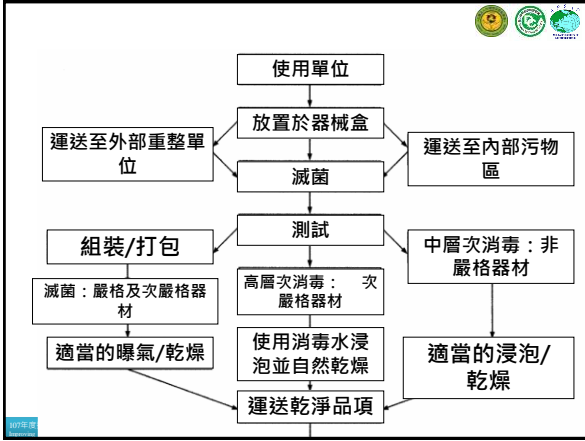 使用單位
放置於器械盒
運送至外部重整單
位
運送至內部污物
區
滅菌
測試
組裝/打包
中層次消毒：非
嚴格器材
滅菌：嚴格及次嚴格器
材
高層次消毒： 次
嚴格器材
適當的曝氣/乾燥
使用消毒水浸
泡並自然乾燥
適當的浸泡/
乾燥
運送乾淨品項
107年度
Improving